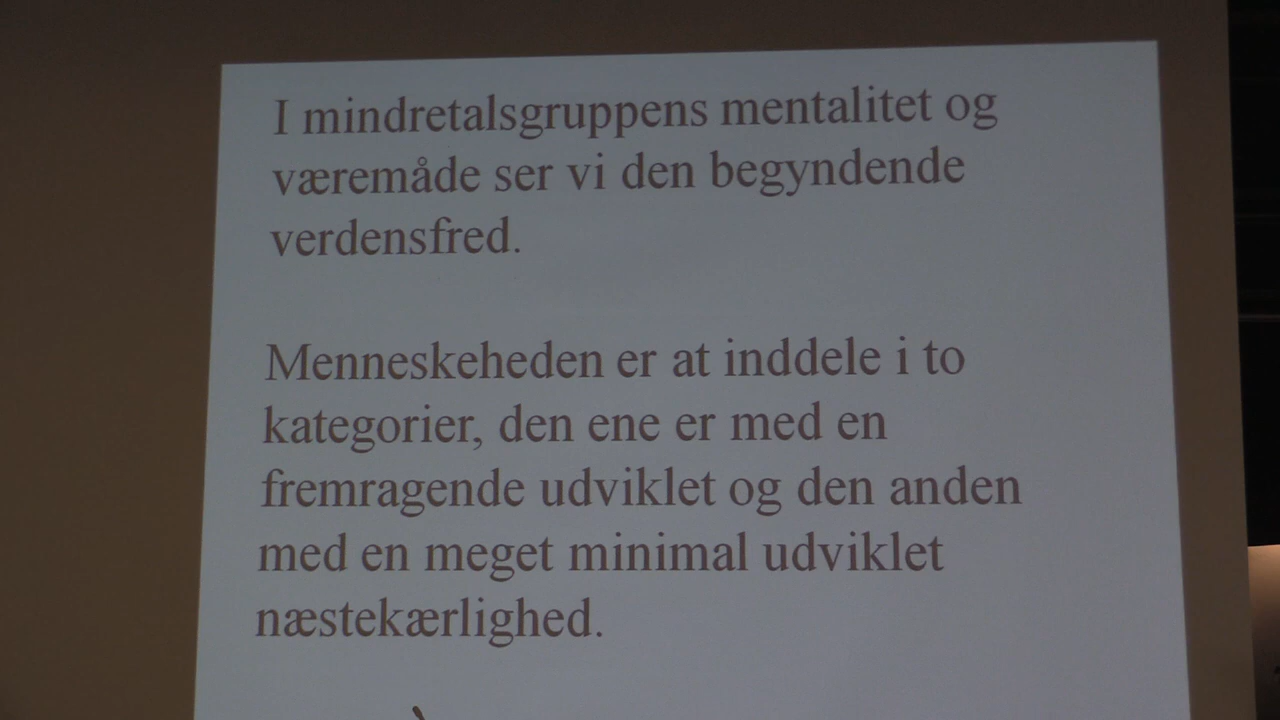 I mindretalsgruppens mentalitet og
væremåde ser vi den begyndende
verdensfred.
Menneskeheden er at inddele i to
kategorier, den ene er med en
fremragende udviklet og den anden
med en meget minimal udviklet
næstekærlighed.